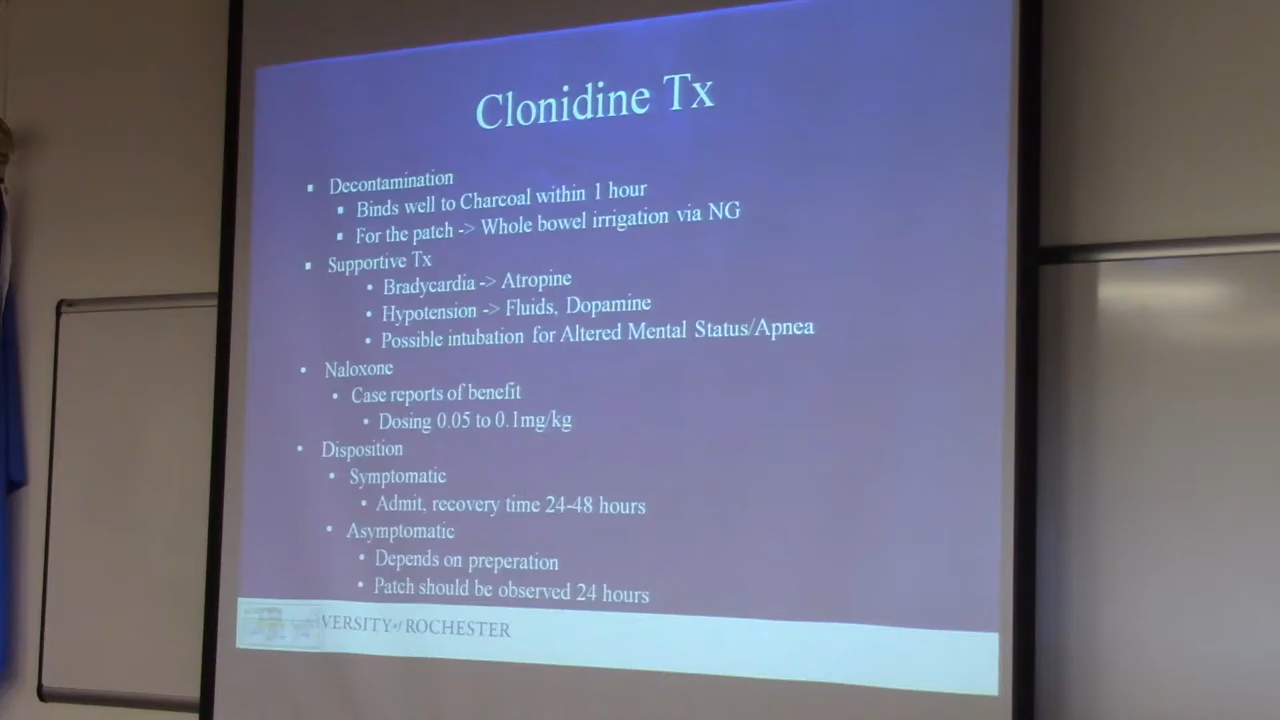 Clonidine Tx
▪ Decontamination
▪ Binds well to Charcoal within 1 hour
▪ For the patch -> Whole bowel irrigation via NG
▪ Supportive Tx
• Bradycardia -> Atropine
• Hypotension -> Fluids, Dopamine
• Possible intubation for Altered Mental Status/Apnea
• Naloxone
• Case reports of benefit
• Dosing 0.05 to 0.1mg/kg
• Disposition
• Symptomatic
• Admit, recovery time 24-48 hours
• Asymptomatic
• Depends on preparation
• Patch should be observed 24 hours
VERSITY of ROCHESTER